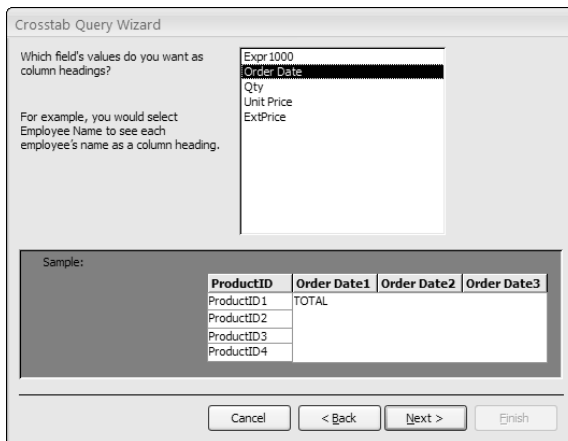 Crosstab Query Wizard
Which field's values do you want as
column headings?
For example, you would select
Employee Name to see each
employee's name as a column heading.
Expr1000
Order Date
Qty
Unit Price
ExtPrice
Sample:
ProductID Order Date1 Order Date2 Order Date3
ProductID1 TOTAL
ProductID2
ProductID3
ProductID4
Cancel < Back Next > Finish